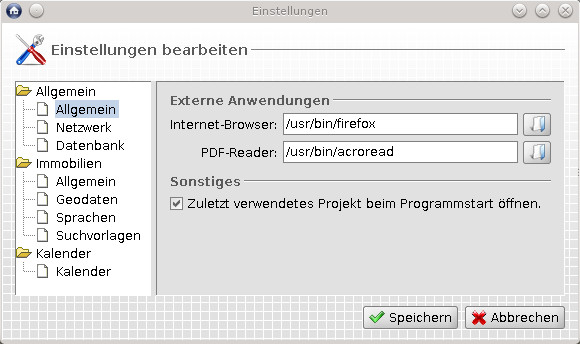 Einstellungen
Einstellungen bearbeiten
Allgemein
Allgemein
Netzwerk
Datenbank
Immobilien
Allgemein
Geodaten
Sprachen
Suchvorlagen
Kalender
Kalender
Externe Anwendungen
Internet-Browser: /usr/bin/firefox
PDF-Reader: /usr/bin/acroread
Sonstiges
Zuletzt verwendetes Projekt beim Programmstart öffnen.
Speichern Abbrechen